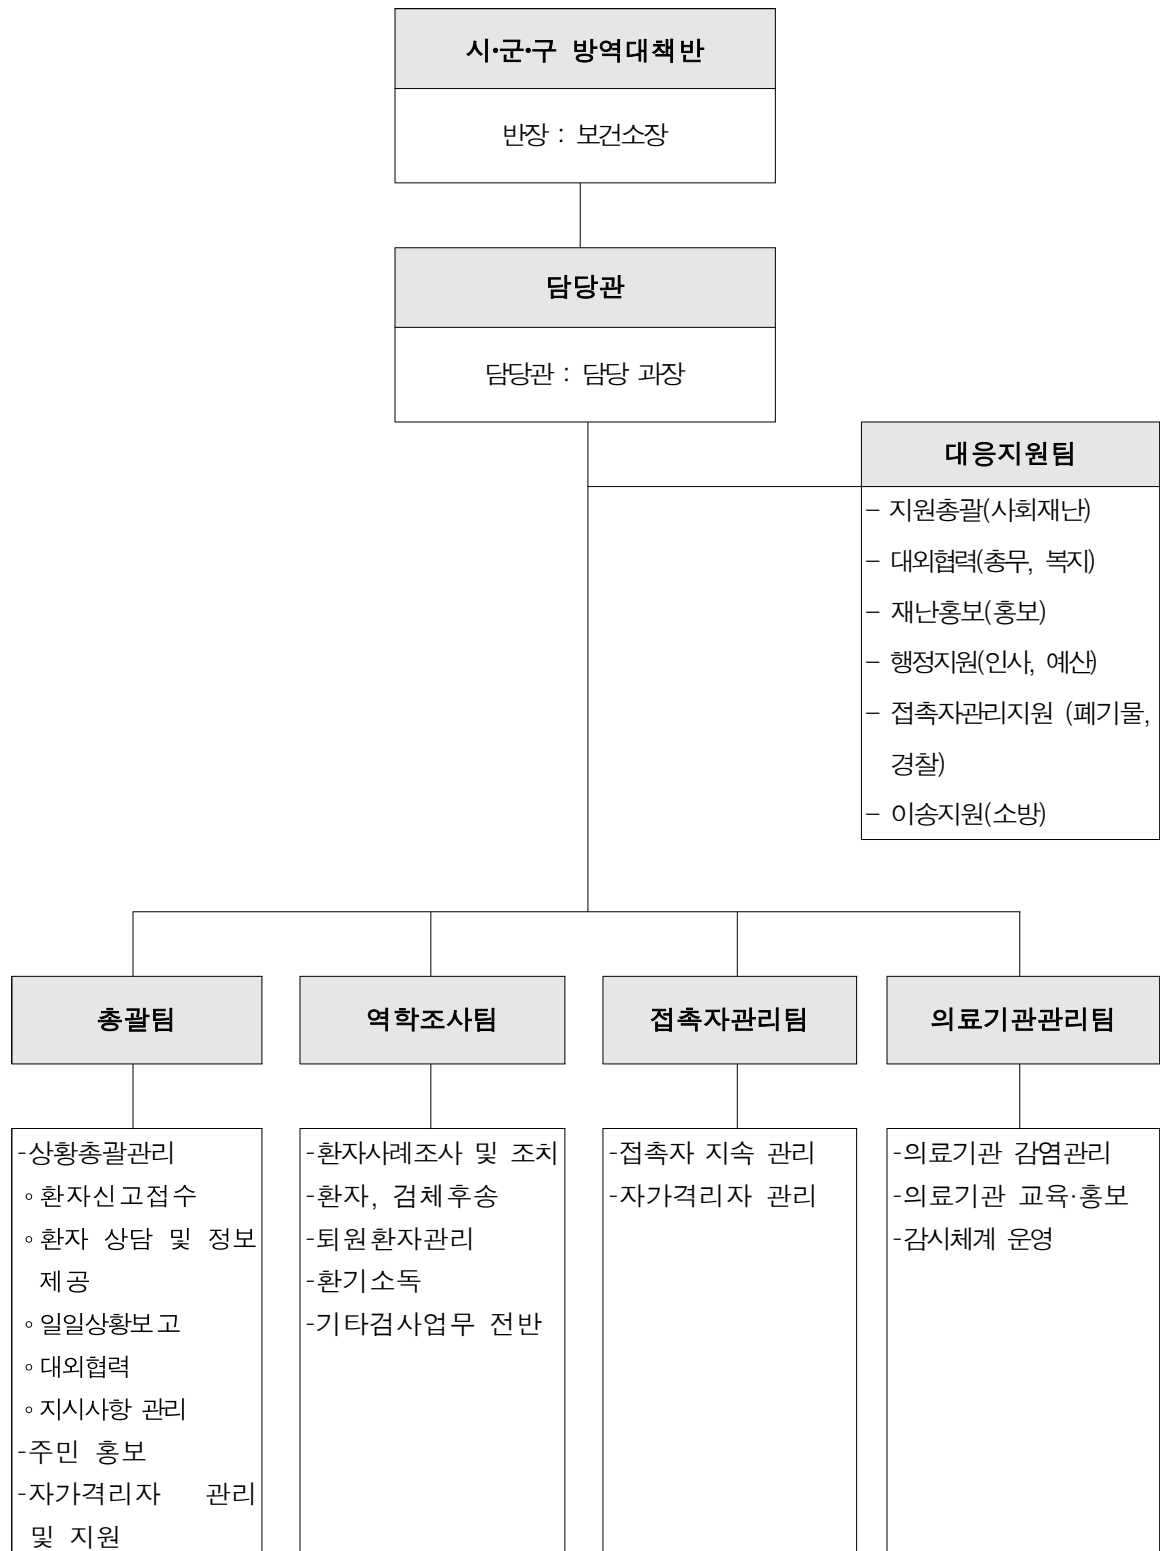 시·군·구 방역대책반
반장 : 보건소장
담당관
담당관 : 담당 과장
대응지원팀
- 지원총괄(사회재난)
- 대외협력(총무, 복지)
- 재난홍보(홍보)
- 행정지원(인사, 예산)
- 접촉자관리지원 (폐기물,
경찰)
- 이송지원(소방)
총괄팀
-상황총괄관리
◦환자신고접수
◦환자 상담 및 정보
제공
◦일일상황보고
◦대외협력
◦지시사항 관리
-주민 홍보
-자가격리자 관리
및 지원
역학조사팀
-환자사례조사 및 조치
-환자, 검체후송
-퇴원환자관리
-환기소독
-기타검사업무 전반
접촉자관리팀
-접촉자 지속 관리
-자가격리자 관리
의료기관관리팀
-의료기관 감염관리
-의료기관 교육·홍보
-감시체계 운영